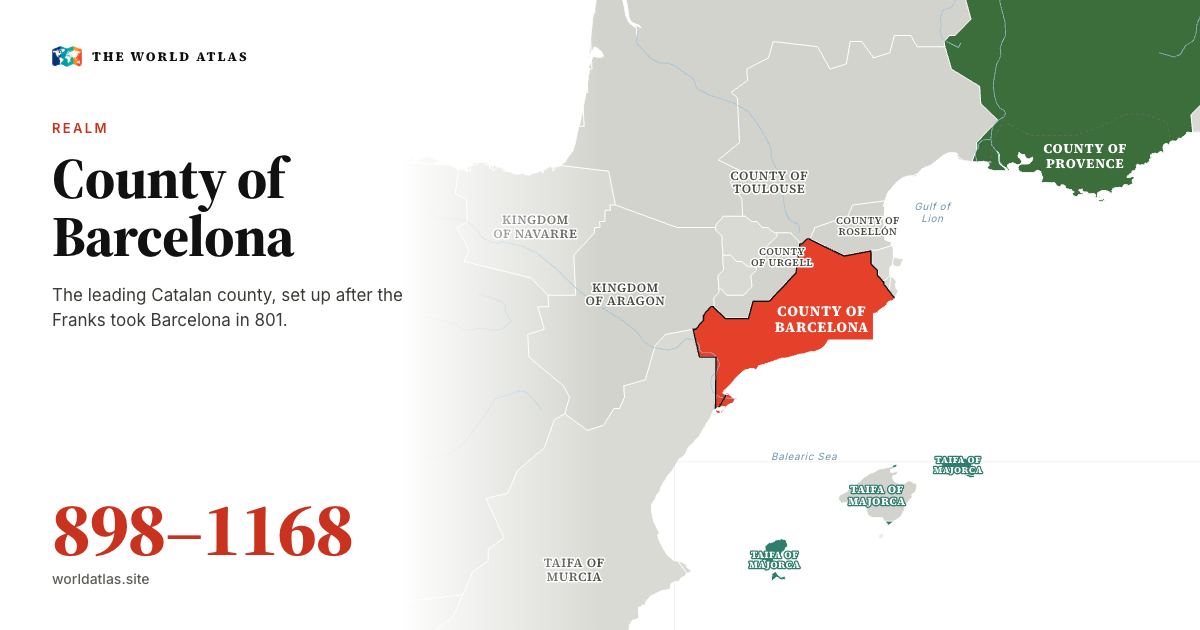 THE WORLD ATLAS
REALM
County of
Barcelona
The leading Catalan county, set up after the
Franks took Barcelona in 801.
898–1168
worldatlas.site
COUNTY OF
PROVENCE
COUNTY OF
TOULOUSE
Gulf of
Lion
KINGDOM
OF NAVARRE
COUNTY OF
ROSELLÓN
COUNTY
OF URGELL
KINGDOM
OF ARAGON
COUNTY OF
BARCELONA
Balearic Sea
TAIFA OF
MAJORCA
TAIFA OF
MAJORCA
TAIFA OF
MAJORCA
TAIFA OF
MURCIA